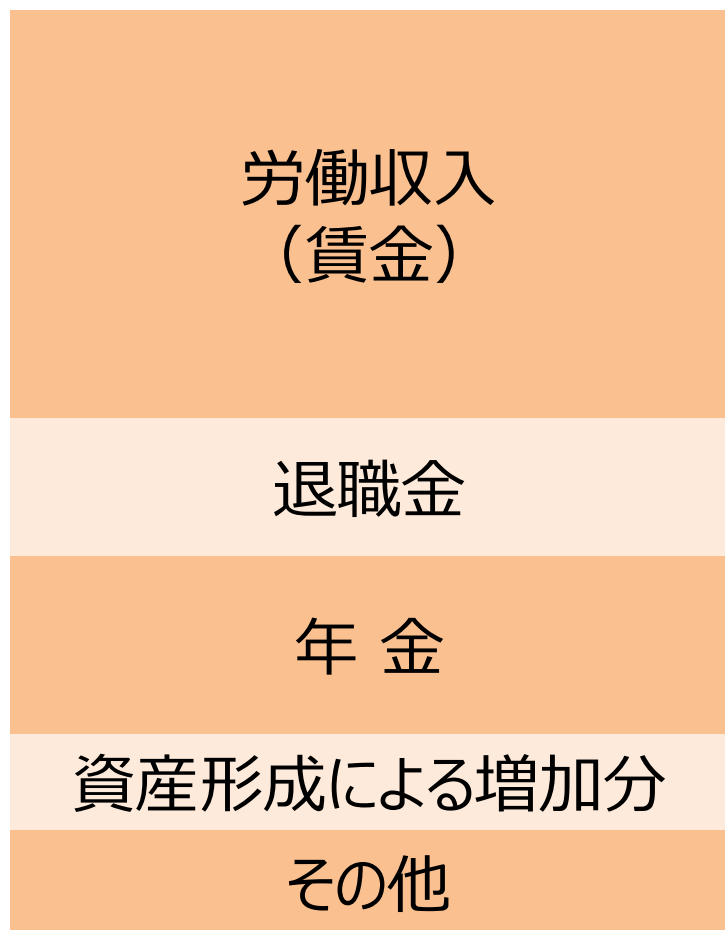 労働収入
（賃金）
退職金
年 金
資産形成による増加分
その他